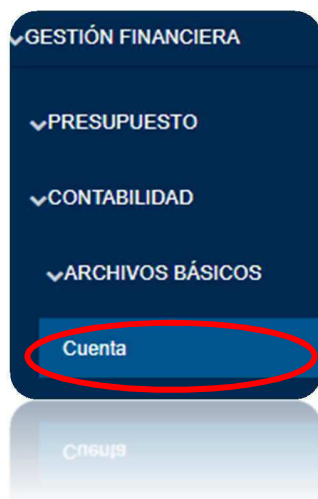 GESTIÓN FINANCIERA
PRESUPUESTO
CONTABILIDAD
ARCHIVOS BÁSICOS
Cuenta